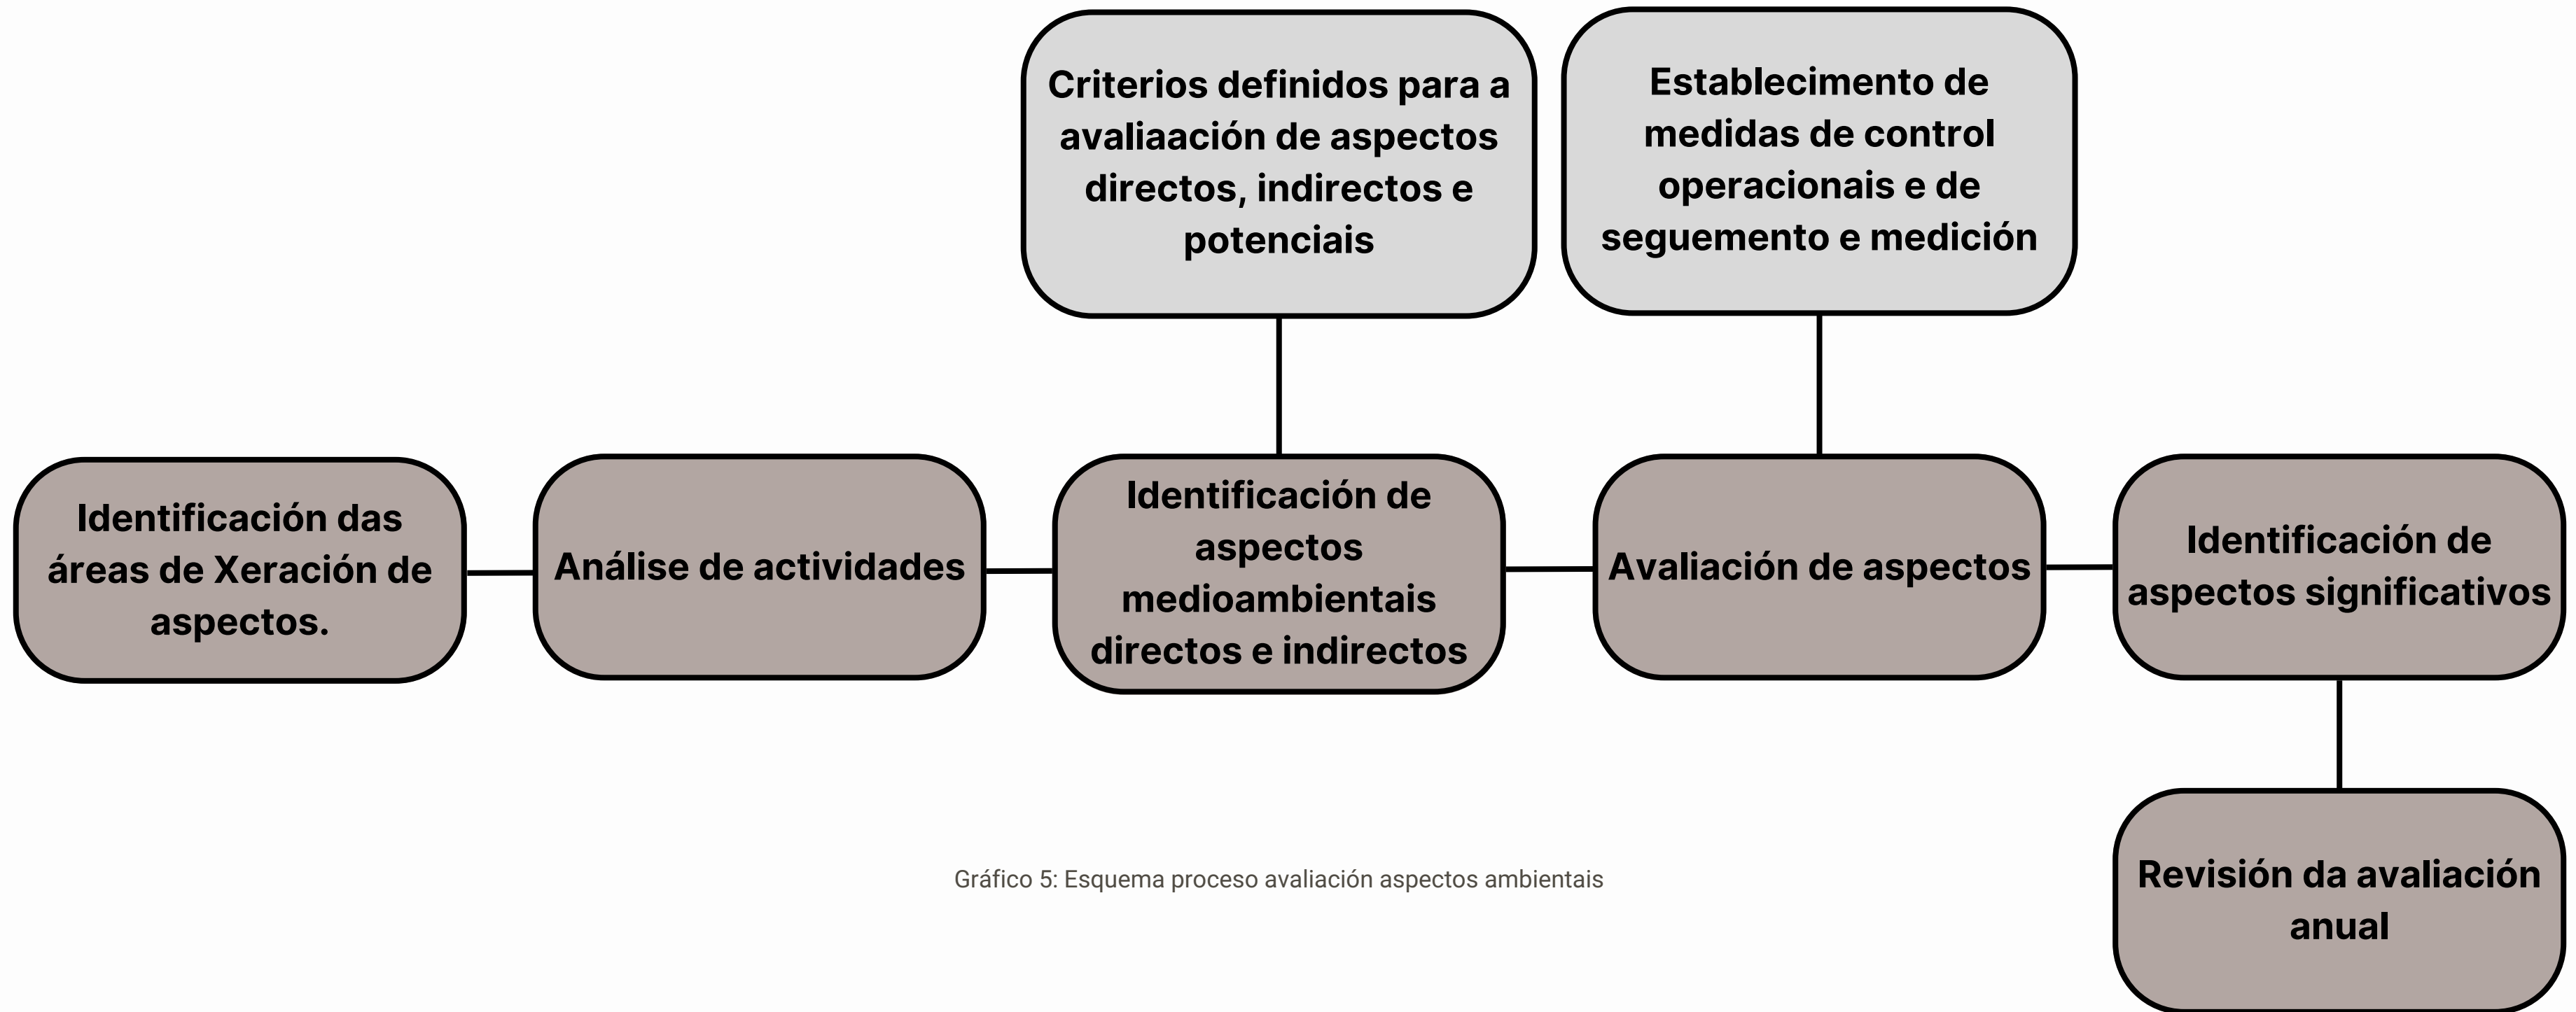 Criterios definidos para a
avaliaación de aspectos
directos, indirectos e
potenciais
Establecimento de
medidas de control
operacionais e de
seguemento e medición
Identificación das
áreas de Xeración de
aspectos.
Análise de actividades
Identificación de
aspectos
medioambientais
directos e indirectos
Avaliación de aspectos
Identificación de
aspectos significativos
Revisión da avaliación
anual
Gráfico 5: Esquema proceso avaliación aspectos ambientais